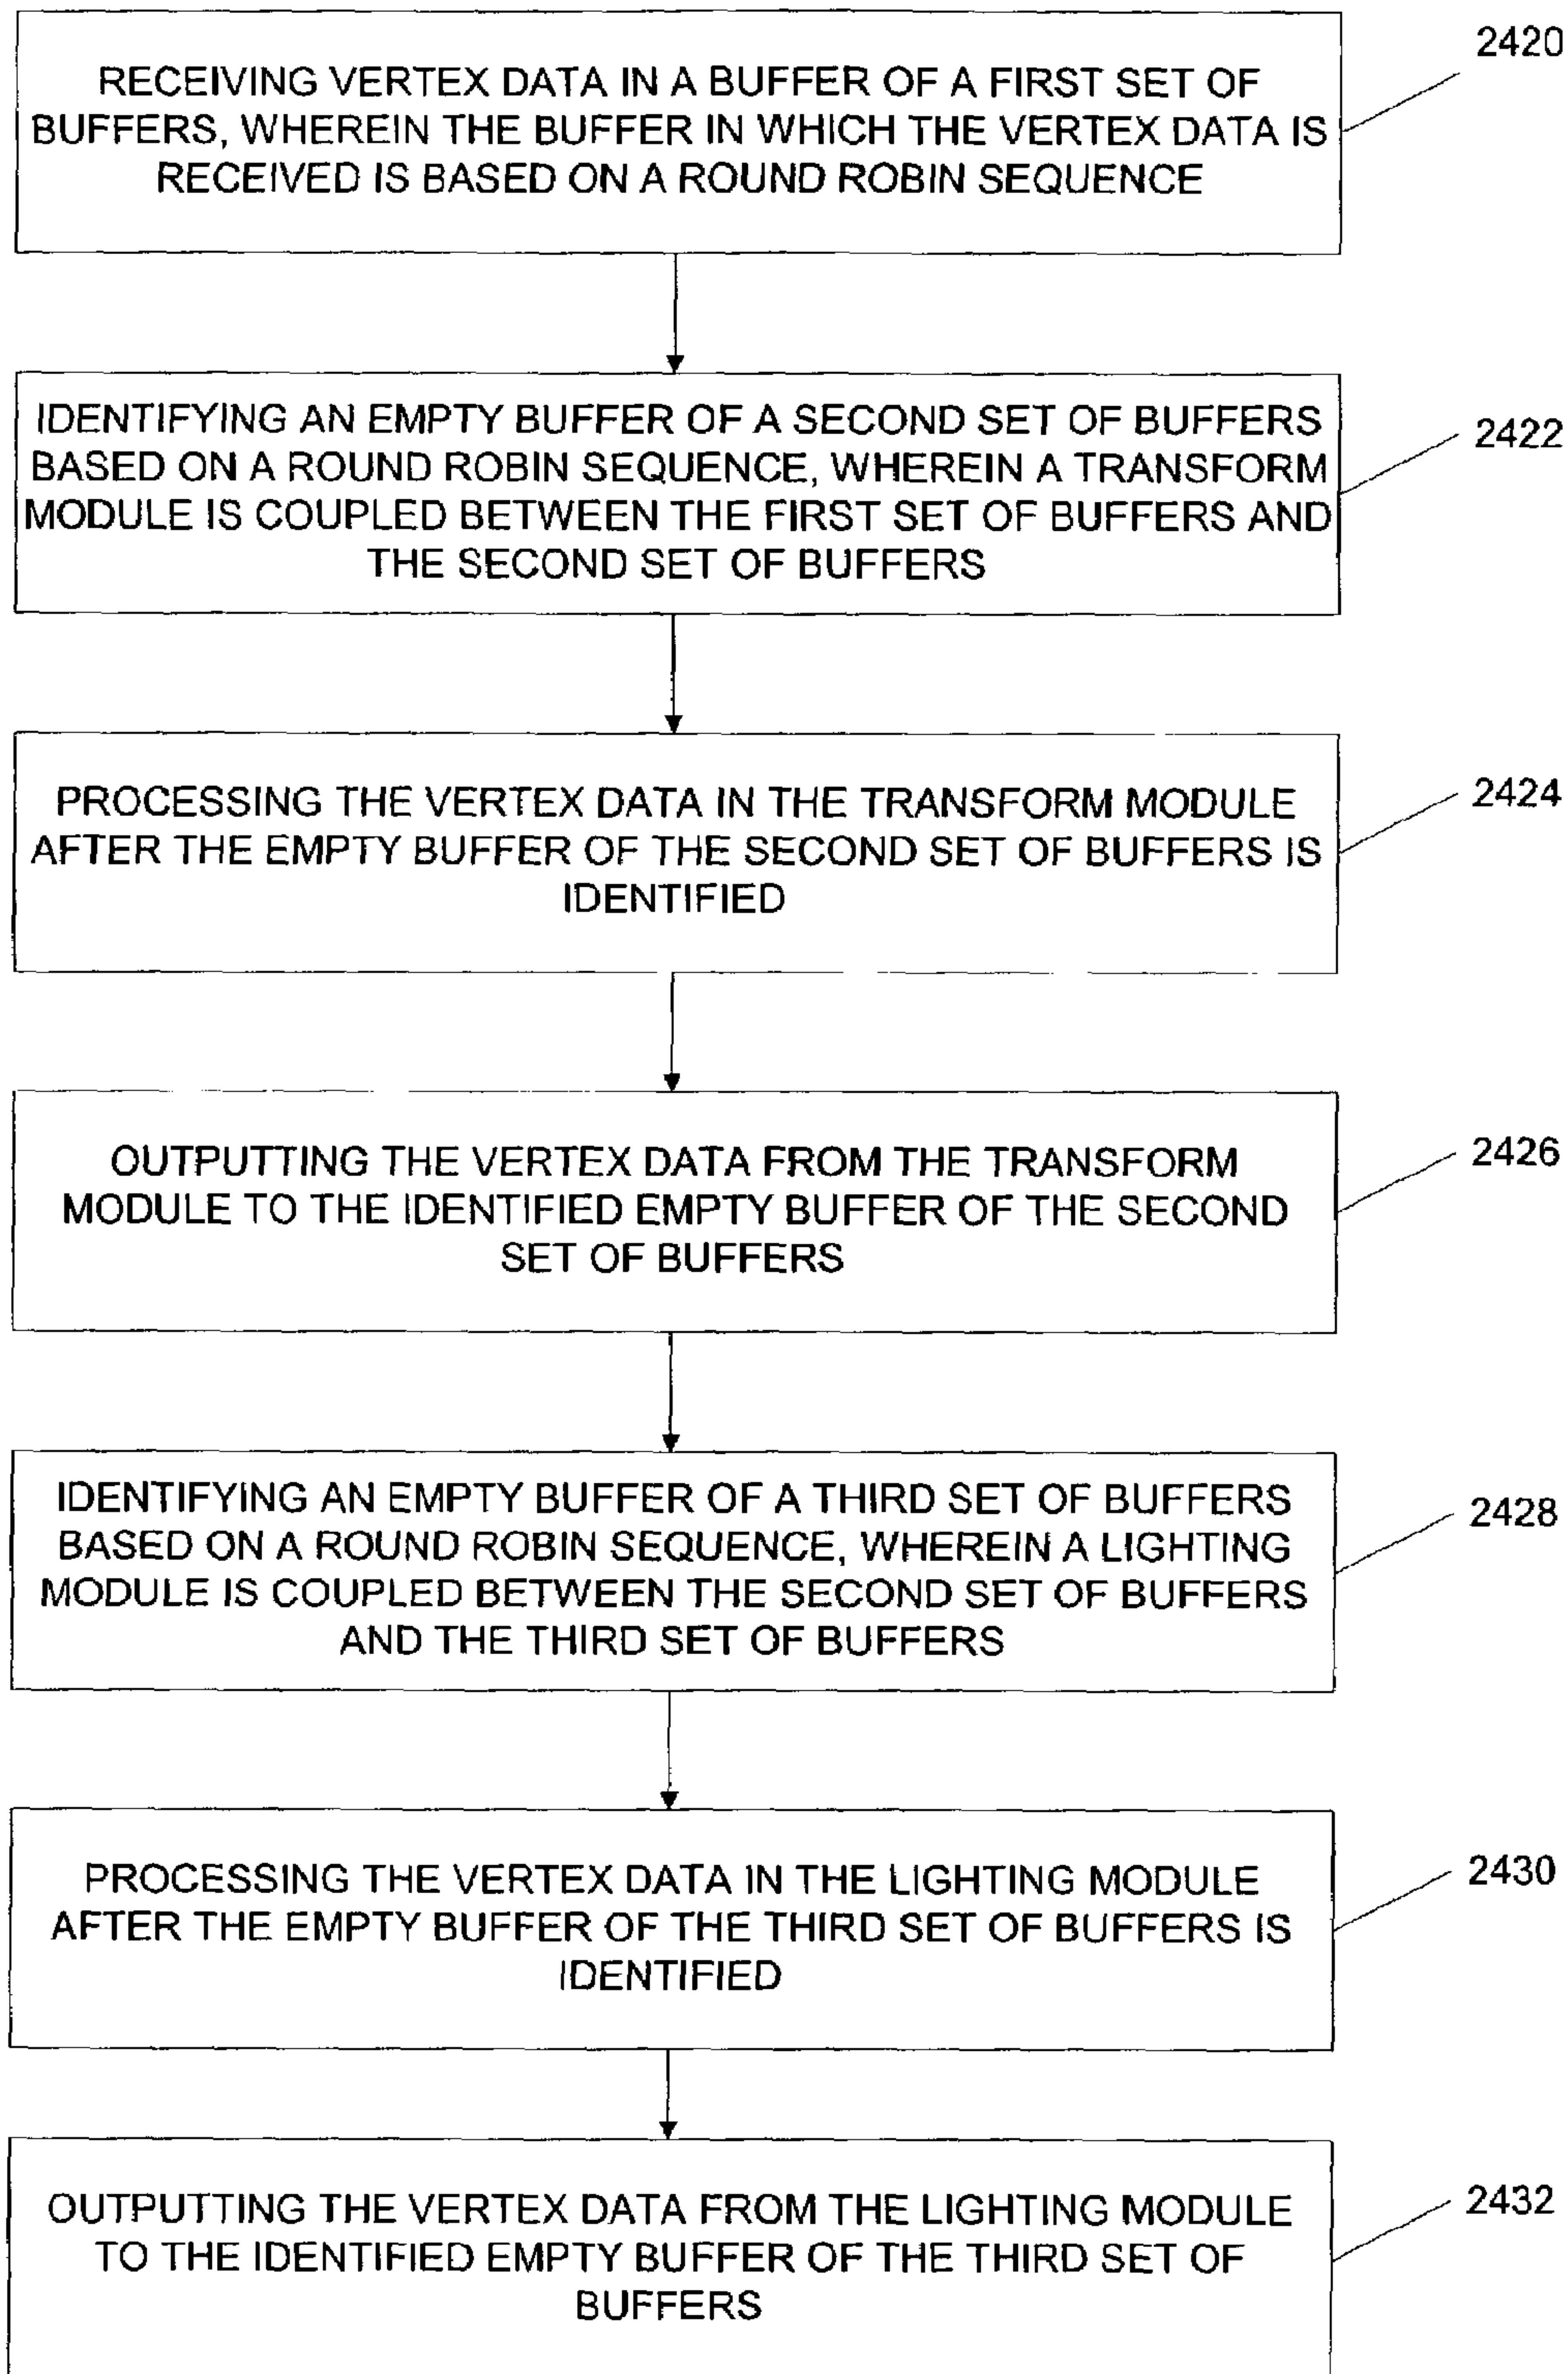 2420
RECEIVING VERTEX DATA IN A BUFFER OF A FIRST SET OF
BUFFERS, WHEREIN THE BUFFER IN WHICH THE VERTEX DATA IS
RECEIVED IS BASED ON A ROUND ROBIN SEQUENCE
2422
IDENTIFYING AN EMPTY BUFFER OF A SECOND SET OF BUFFERS
BASED ON A ROUND ROBIN SEQUENCE, WHEREIN A TRANSFORM
MODULE IS COUPLED BETWEEN THE FIRST SET OF BUFFERS AND
THE SECOND SET OF BUFFERS
2424
PROCESSING THE VERTEX DATA IN THE TRANSFORM MODULE
AFTER THE EMPTY BUFFER OF THE SECOND SET OF BUFFERS IS
IDENTIFIED
2426
OUTPUTTING THE VERTEX DATA FROM THE TRANSFORM
MODULE TO THE IDENTIFIED EMPTY BUFFER OF THE SECOND
SET OF BUFFERS
2428
IDENTIFYING AN EMPTY BUFFER OF A THIRD SET OF BUFFERS
BASED ON A ROUND ROBIN SEQUENCE, WHEREIN A LIGHTING
MODULE IS COUPLED BETWEEN THE SECOND SET OF BUFFERS
AND THE THIRD SET OF BUFFERS
2430
PROCESSING THE VERTEX DATA IN THE LIGHTING MODULE
AFTER THE EMPTY BUFFER OF THE THIRD SET OF BUFFERS IS
IDENTIFIED
2432
OUTPUTTING THE VERTEX DATA FROM THE LIGHTING MODULE
TO THE IDENTIFIED EMPTY BUFFER OF THE THIRD SET OF
BUFFERS